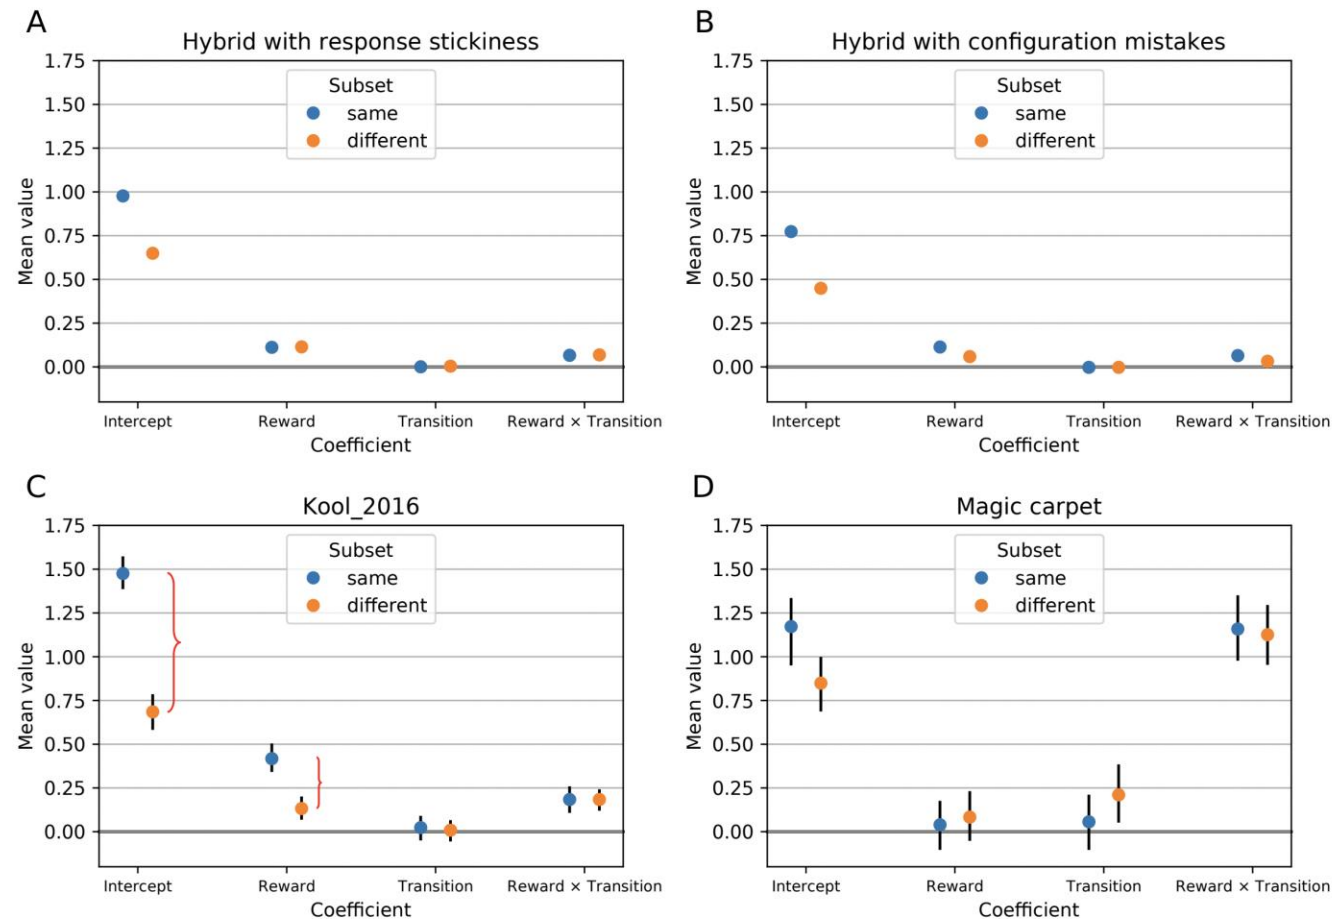 A
Hybrid with response stickiness
1.75
1.50
1.25
1.00
0.75
0.50
0.25
0.00
Mean value
Subset
same
different
Intercept
Reward
Transition
Reward × Transition
Coefficient
B
Hybrid with configuration mistakes
1.75
1.50
1.25
1.00
0.75
0.50
0.25
0.00
Mean value
Subset
same
different
Intercept
Reward
Transition
Reward × Transition
Coefficient
C
Kool_2016
1.75
1.50
1.25
1.00
0.75
0.50
0.25
0.00
Mean value
Subset
same
different
Intercept
Reward
Transition
Reward × Transition
Coefficient
D
Magic carpet
1.75
1.50
1.25
1.00
0.75
0.50
0.25
0.00
Mean value
Subset
same
different
Intercept
Reward
Transition
Reward × Transition
Coefficient